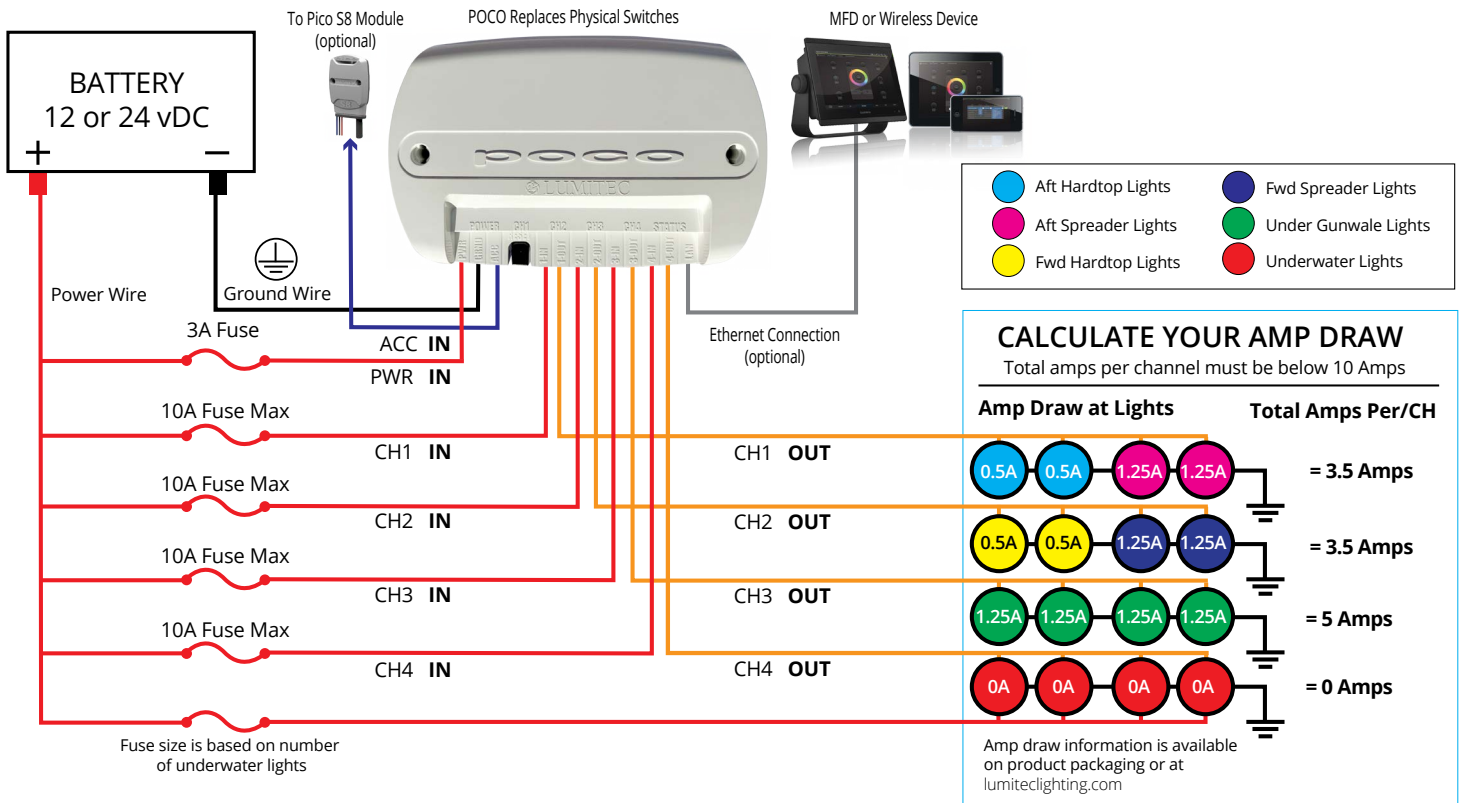 To Pico S8 Module
(optional)
POCO Replaces Physical Switches
MFD or Wireless Device
BATTERY
12 or 24 vDC
+
–
poco
LUMITEC
POWER CH1 CH2 CH3 CH4 STATUS
Aft Hardtop Lights
Fwd Spreader Lights
Aft Spreader Lights
Under Gunwale Lights
Fwd Hardtop Lights
Underwater Lights
Power Wire
Ground Wire
3A Fuse
ACC IN
PWR IN
Ethernet Connection
(optional)
10A Fuse Max
CH1 IN
CH1 OUT
10A Fuse Max
CH2 IN
CH2 OUT
10A Fuse Max
CH3 IN
CH3 OUT
10A Fuse Max
CH4 IN
CH4 OUT
Fuse size is based on number
of underwater lights
CALCULATE YOUR AMP DRAW
Total amps per channel must be below 10 Amps
Amp Draw at Lights
Total Amps Per/CH
0.5A 0.5A 1.25A 1.25A = 3.5 Amps
0.5A 0.5A 1.25A 1.25A = 3.5 Amps
1.25A 1.25A 1.25A 1.25A = 5 Amps
0A 0A 0A 0A = 0 Amps
Amp draw information is available
on product packaging or at
lumiteclighting.com